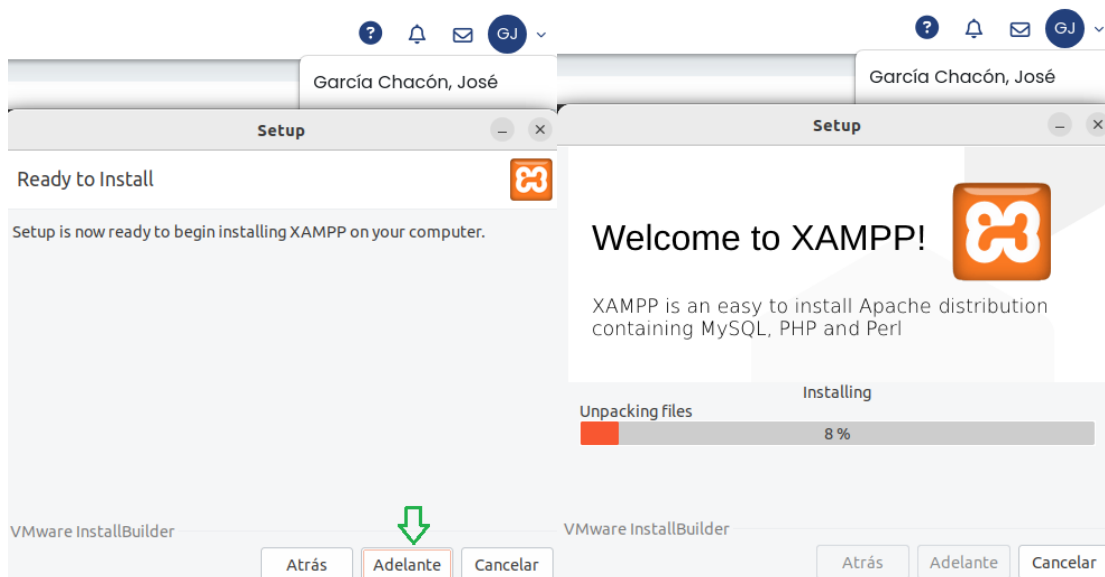 ? GJ
García Chacón, José
Setup
Ready to Install
Setup is now ready to begin installing XAMPP on your computer.
VMware InstallBuilder
Atrás Adelante Cancelar
? GJ
García Chacón, José
Setup
Welcome to XAMPP!
XAMPP is an easy to install Apache distribution
containing MySQL, PHP and Perl
Installing
Unpacking files
8 %
VMware InstallBuilder
Atrás Adelante Cancelar